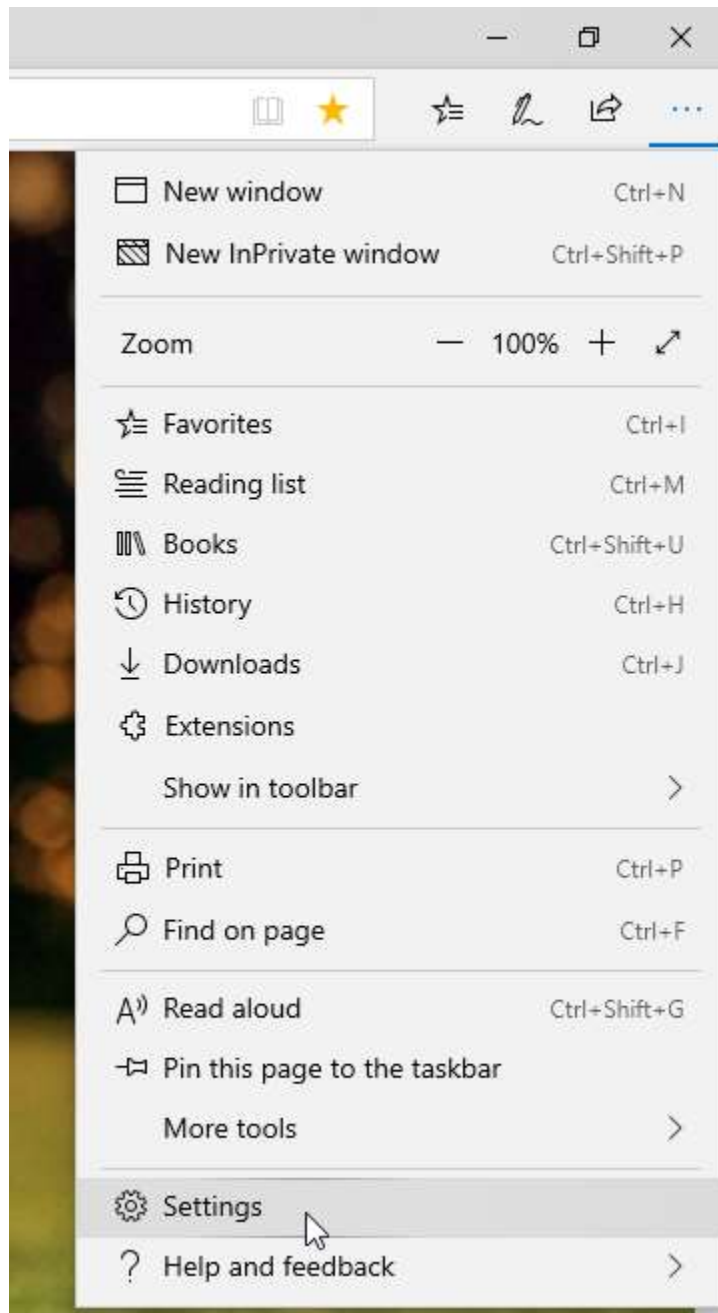 New window Ctrl+N
New InPrivate window Ctrl+Shift+P
Zoom 100%
Favorites Ctrl+I
Reading list Ctrl+M
Books Ctrl+Shift+U
History Ctrl+H
Downloads Ctrl+J
Extensions
Show in toolbar
Print Ctrl+P
Find on page Ctrl+F
Read aloud Ctrl+Shift+G
Pin this page to the taskbar
More tools
Settings
Help and feedback